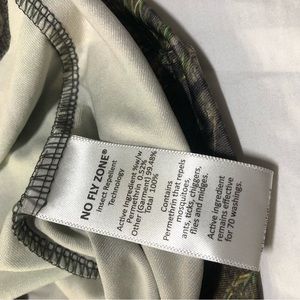 NO FLY ZONE®
Insect Repellent
Technology
Active Ingredient %w/w
Permethrin 0.52%
Other (Garment) 99.48%
Total 100%
Contains
Permethrin that repels
mosquitoes,
ants, ticks, chiggers,
flies and midges.
Active ingredient
remains effective
for 70 washings.